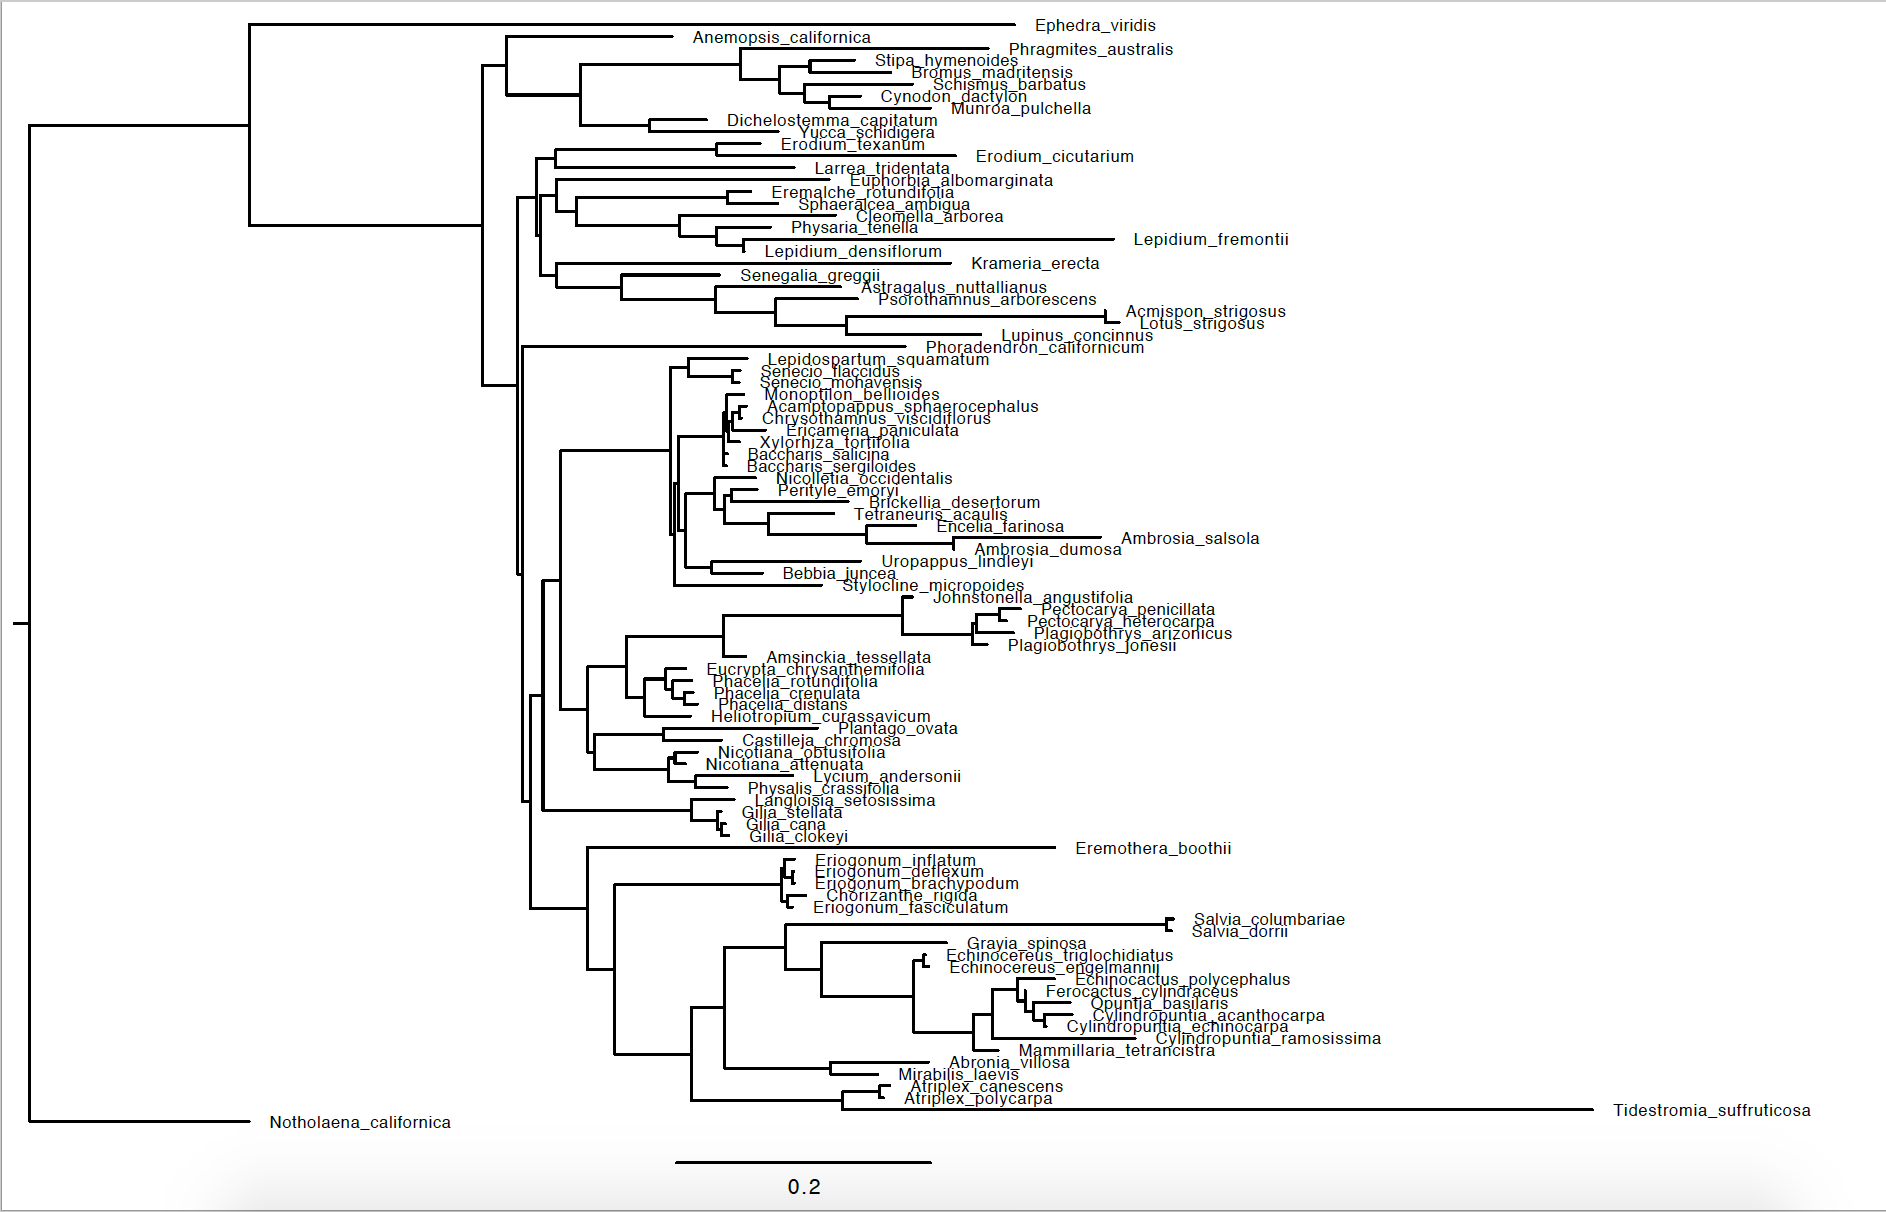 Ephedra_viridis
Anemopsis_californica
Phragmites_australis
Stipa_hymenoides
Bromus_madritensis
Schismus_barbatus
Cynodon_dactylon
Munroa_pulchella
Dichelostemma_capitatum
Yucca_schidigera
Erodium_texanum
Erodium_cicutarium
Larrea_tridentata
Euphorbia_albomarginata
Eremalche_rotundifolia
Sphaeralcea_ambigua
Cleomella_arborea
Physaria_tenella
Lepidium_fremontii
Lepidium_densiflorum
Krameria_erecta
Senegalia_greggii
Astragalus_nuttallianus
Psorothamnus_arborescens
Acmispon_strigosus
Lotus_strigosus
Lupinus_concinnus
Phoradendron_californicum
Lepidospartum_squamatum
Senecio_flaccidus
Senecio_mohavensis
Monoptilon_bellioides
Acamptopappus_sphaerocephalus
Chrysothamnus_viscidiflorus
Ericameria_paniculata
Xylorhiza_tortifolia
Baccharis_salicina
Baccharis_sergiloides
Nicolletia_occidentalis
Perityle_emoryi
Brickellia_desertorum
Tetraneuris_acaulis
Encelia_farinosa
Ambrosia_salsola
Ambrosia_dumosa
Uropappus_lindleyi
Bebbia_juncea
Stylocline_micropoides
Johnstonella_angustifolia
Pectocarya_penicillata
Pectocarya_heterocarpa
Plagiobothrys_arizonicus
Plagiobothrys_jonesii
Amsinckia_tessellata
Eucrypta_chrysanthemifolia
Phacelia_rotundifolia
Phacelia_crenulata
Phacelia_distans
Heliotropium_curassavicum
Plantago_ovata
Castilleja_chromosa
Nicotiana_obtusifolia
Nicotiana_attenuata
Lycium_andersonii
Physalis_crassifolia
Langloisia_setosissima
Gilia_stellata
Gilia_cana
Gilia_clokeyi
Eremothera_boothii
Eriogonum_inflatum
Eriogonum_deflexum
Eriogonum_brachypodum
Chorizanthe_rigida
Eriogonum_fasciculatum
Salvia_columbariae
Salvia_dorrii
Grayia_spinosa
Echinocereus_triglochidiatus
Echinocereus_engelmannii
Echinocactus_polycephalus
Ferocactus_cylindraceus
Opuntia_basilaris
Cylindropuntia_acanthocarpa
Cylindropuntia_echinocarpa
Cylindropuntia_ramosissima
Mammillaria_tetrancistra
Abronia_villosa
Mirabilis_laevis
Atriplex_canescens
Atriplex_polycarpa
Tidestromia_suffruticosa
Notholaena_californica
0.2